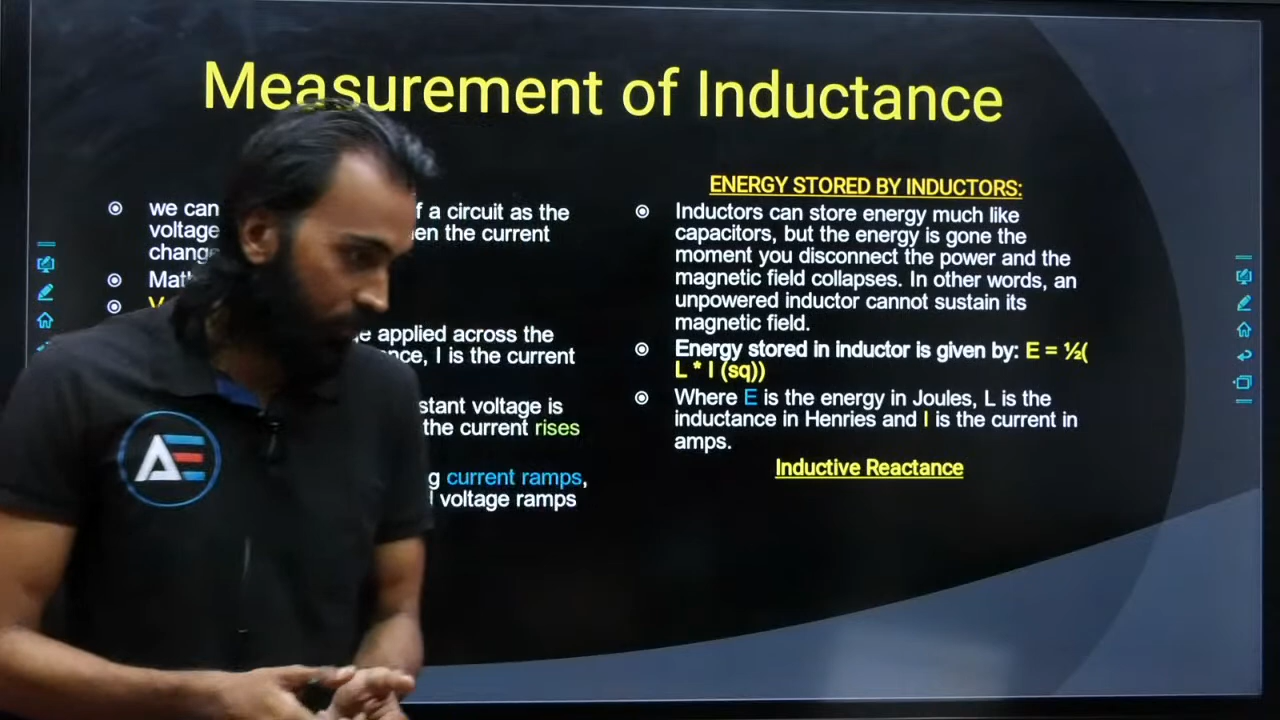 Measurement of Inductance
we can f a circuit as the
voltage en the current
change
Math
V
e applied across the
nce, I is the current
stant voltage is
the current rises
g current ramps,
voltage ramps
ENERGY STORED BY INDUCTORS:
Inductors can store energy much like
capacitors, but the energy is gone the
moment you disconnect the power and the
magnetic field collapses. In other words, an
unpowered inductor cannot sustain its
magnetic field.
Energy stored in inductor is given by: E = ½(
L * I (sq))
Where E is the energy in Joules, L is the
inductance in Henries and I is the current in
amps.
Inductive Reactance
AE